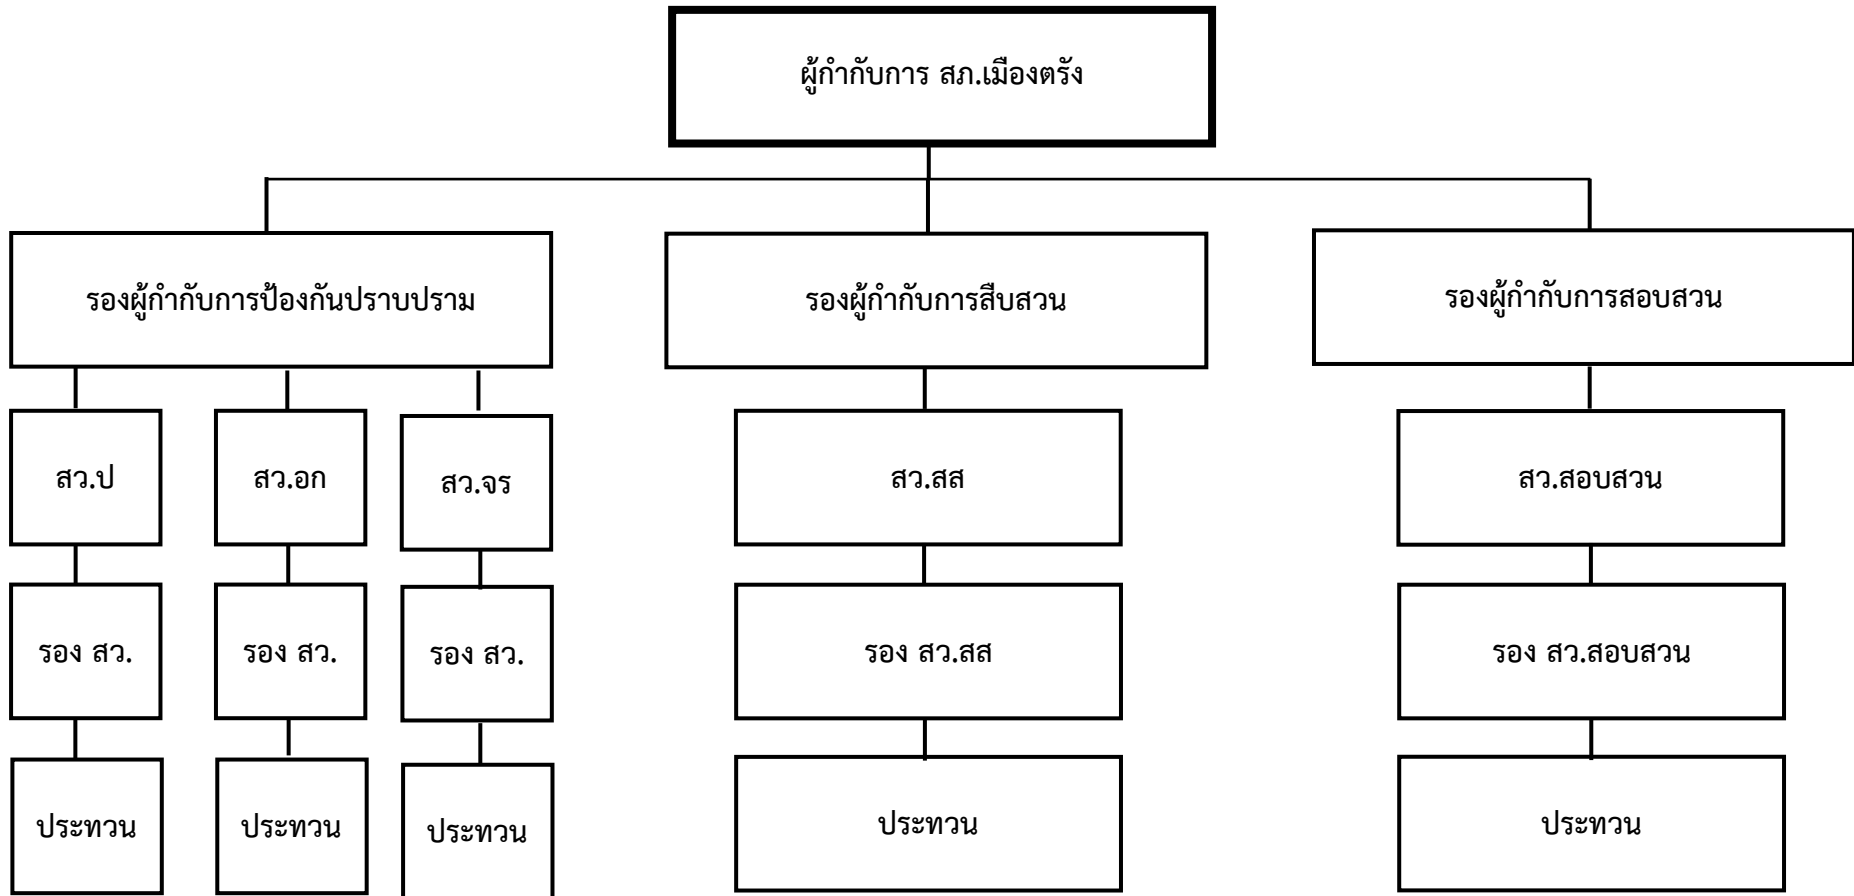 ผู้กำกับการ สภ.เมืองตรัง
รองผู้กำกับการป้องกันปราบปราม
รองผู้กำกับการสืบสวน
รองผู้กำกับการสอบสวน
สว.ป
สว.อก
สว.จร
สว.สส
สว.สอบสวน
รอง สว.
รอง สว.
รอง สว.
รอง สว.สส
รอง สว.สอบสวน
ประทวน
ประทวน
ประทวน
ประทวน
ประทวน